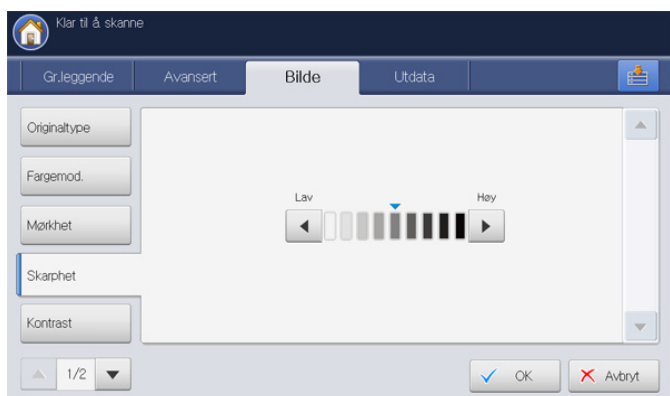 Klar til å skanne
Gr.leggende
Avansert
Bilde
Utdata
Originaltype
Fargemod.
Mørkhet
Skarphet
Kontrast
Lav
Høy
1/2
OK
Avbryt